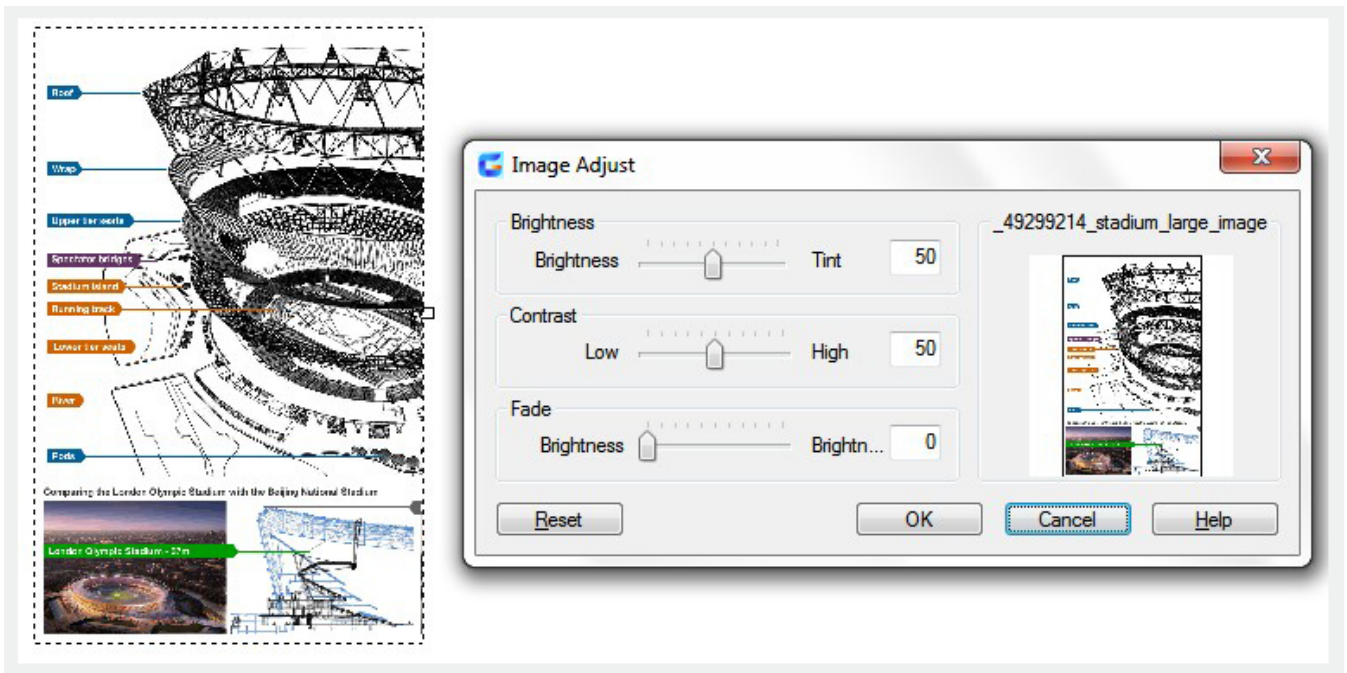 Roof
Wrap
Upper tier seats
Spectator bridges
Stadium island
Running track
Lower tier seats
River
Pods
Comparing the London Olympic Stadium with the Beijing National Stadium
London Olympic Stadium - 57m
Image Adjust
Brightness
Brightness Tint 50
Contrast
Low High 50
Fade
Brightness Brightn... 0
_49299214_stadium_large_image
Reset OK Cancel Help